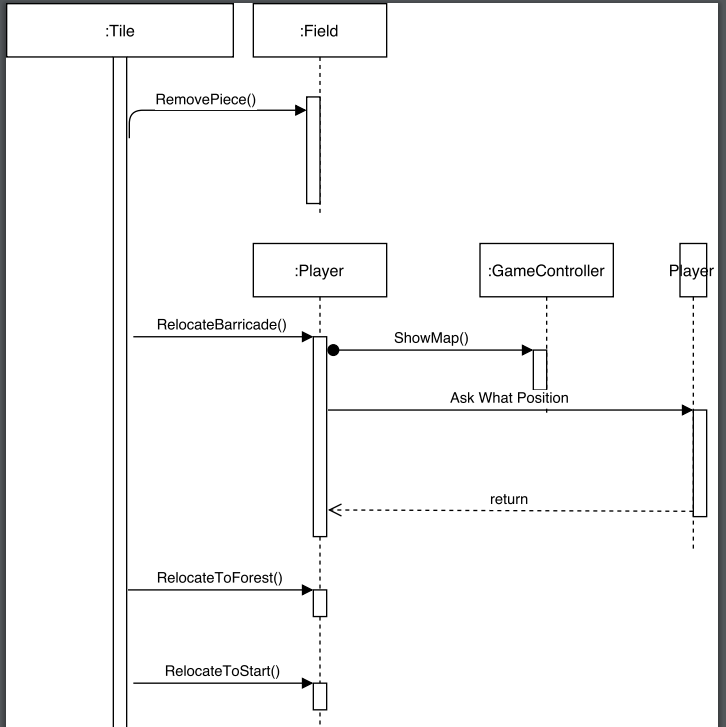 :Tile
:Field
RemovePiece()
:Player
:GameController
Player
RelocateBarricade()
ShowMap()
Ask What Position
return
RelocateToForest()
RelocateToStart()